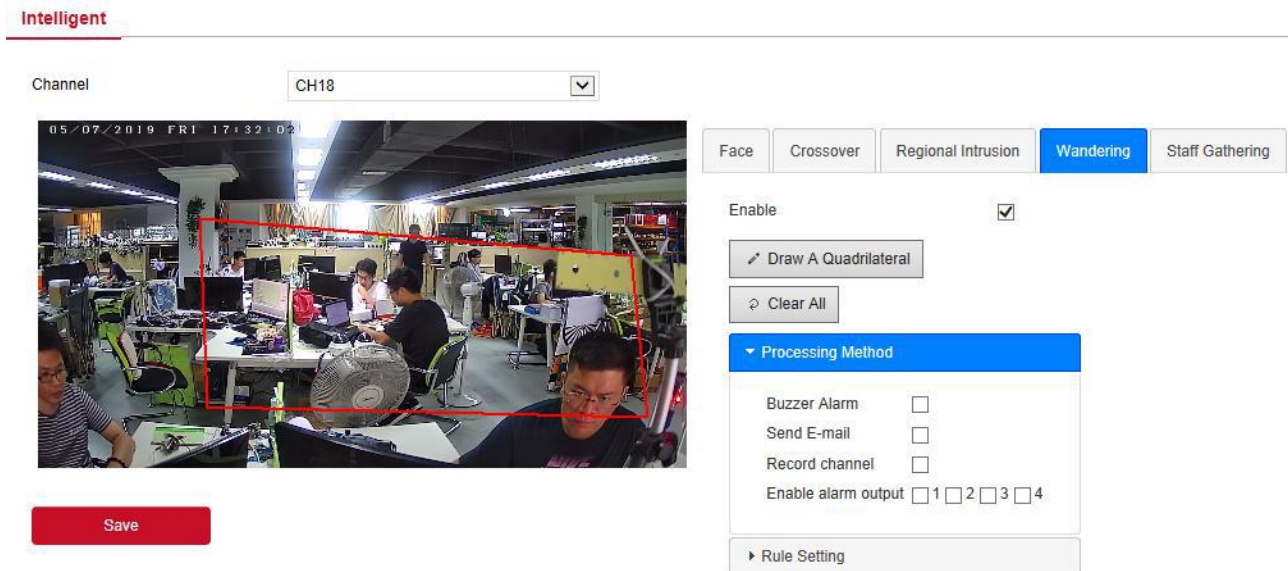 Intelligent
Channel CH18
05/07/2019 FRI 17:32:02
Face Crossover Regional Intrusion Wandering Staff Gathering
Enable
Draw A Quadrilateral
Clear All
Processing Method
Buzzer Alarm
Send E-mail
Record channel
Enable alarm output 1 2 3 4
Save
Rule Setting